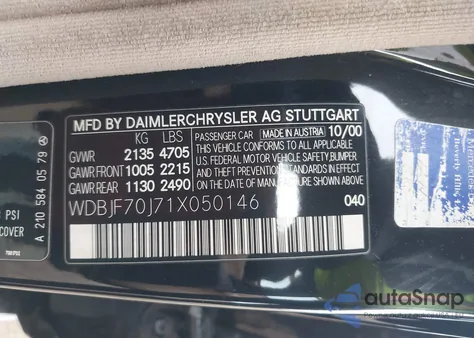 MFD BY DAIMLERCHRYSLER AG STUTTGART
KG LBS
GVWR 2135 4705
GAWR FRONT 1005 2215
GAWR REAR 1130 2490
PASSENGER CAR MADE IN AUSTRIA 10/00
THIS VEHICLE CONFORMS TO ALL APPLICABLE
U.S. FEDERAL MOTOR VEHICLE SAFETY, BUMPER
AND THEFT PREVENTION STANDARDS IN EFFECT
ON THE DATE OF MANUFACTURE SHOWN ABOVE.
WDBJF70J71X050146 040
A 210 584 05 79
PSI
COVER
Beverly Hills
autoSnap